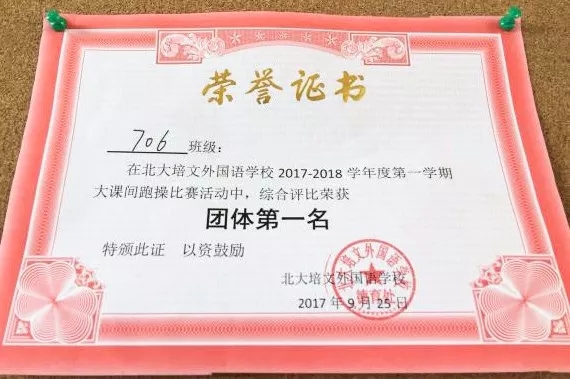 荣誉证书
706 班级：
在北大培文外国语学校 2017-2018 学年度第一学期
大课间跑操比赛活动中，综合评比荣获
团体第一名
特颁此证 以资鼓励
北大培文外国语学校
2017 年 9 月 25 日